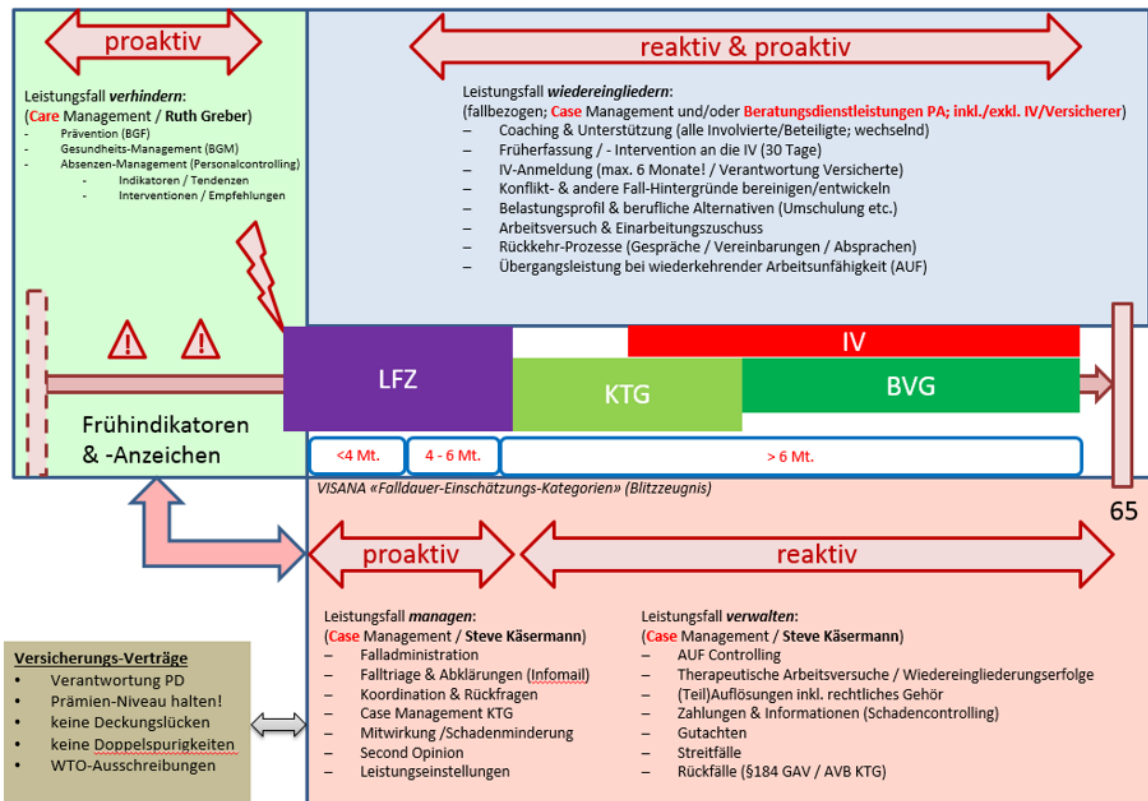 proaktiv
Leistungsfall verhindern:
(Care Management / Ruth Greber)
- Prävention (BGF)
- Gesundheits-Management (BGM)
- Absenzen-Management (Personalcontrolling)
- Indikatoren / Tendenzen
- Interventionen / Empfehlungen
reaktiv & proaktiv
Leistungsfall wiedereingliedern:
(fallbezogen; Case Management und/oder Beratungsdienstleistungen PA; inkl./exkl. IV/Versicherer)
– Coaching & Unterstützung (alle Involvierte/Beteiligte; wechselnd)
– Früherfassung / - Intervention an die IV (30 Tage)
– IV-Anmeldung (max. 6 Monate! / Verantwortung Versicherte)
– Konflikt- & andere Fall-Hintergründe bereinigen/entwickeln
– Belastungsprofil & berufliche Alternativen (Umschulung etc.)
– Arbeitsversuch & Einarbeitungszuschuss
– Rückkehr-Prozesse (Gespräche / Vereinbarungen / Absprachen)
– Übergangsleistung bei wiederkehrender Arbeitsunfähigkeit (AUF)
! !
Frühindikatoren
& -Anzeichen
LFZ
KTG
IV
BVG
<4 Mt.
4 - 6 Mt.
> 6 Mt.
65
VISANA «Falldauer-Einschätzungs-Kategorien» (Blitzzeugnis)
proaktiv
Leistungsfall managen:
(Case Management / Steve Käsermann)
– Falladministration
– Falltriage & Abklärungen (Infomail)
– Koordination & Rückfragen
– Case Management KTG
– Mitwirkung /Schadenminderung
– Second Opinion
– Leistungseinstellungen
reaktiv
Leistungsfall verwalten:
(Case Management / Steve Käsermann)
– AUF Controlling
– Therapeutische Arbeitsversuche / Wiedereingliederungserfolge
– (Teil)Auflösungen inkl. rechtliches Gehör
– Zahlungen & Informationen (Schadencontrolling)
– Gutachten
– Streitfälle
– Rückfälle (§184 GAV / AVB KTG)
Versicherungs-Verträge
• Verantwortung PD
• Prämien-Niveau halten!
• keine Deckungslücken
• keine Doppelspurigkeiten
• WTO-Ausschreibungen